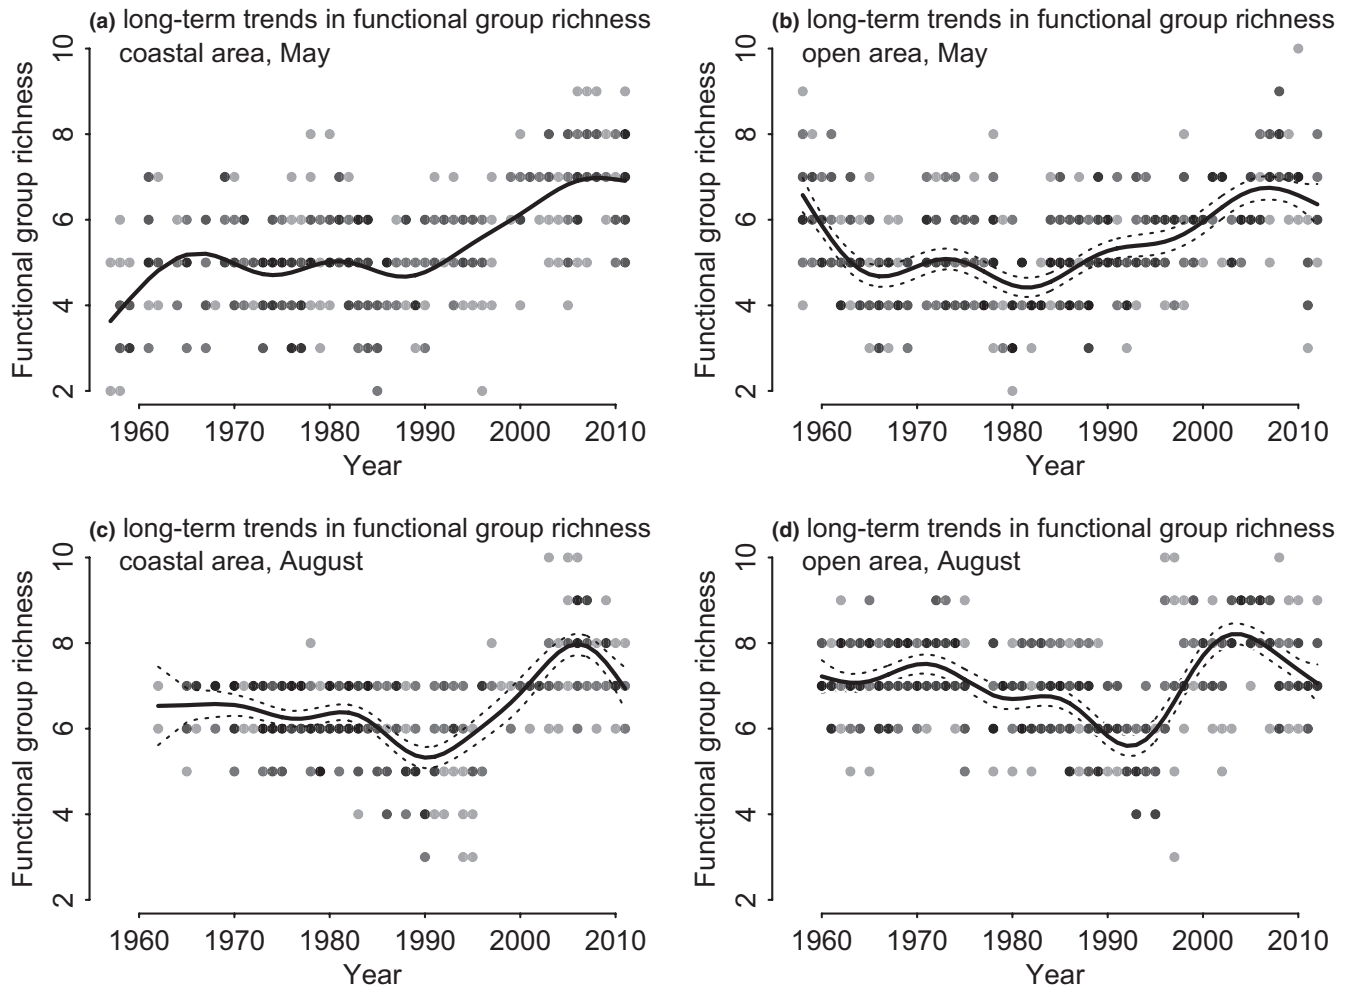 (a) long-term trends in functional group richness
coastal area, May
Functional group richness
10
8
6
4
2
1960 1970 1980 1990 2000 2010
Year
(b) long-term trends in functional group richness
open area, May
Functional group richness
10
8
6
4
2
1960 1970 1980 1990 2000 2010
Year
(c) long-term trends in functional group richness
coastal area, August
Functional group richness
10
8
6
4
2
1960 1970 1980 1990 2000 2010
Year
(d) long-term trends in functional group richness
open area, August
Functional group richness
10
8
6
4
2
1960 1970 1980 1990 2000 2010
Year